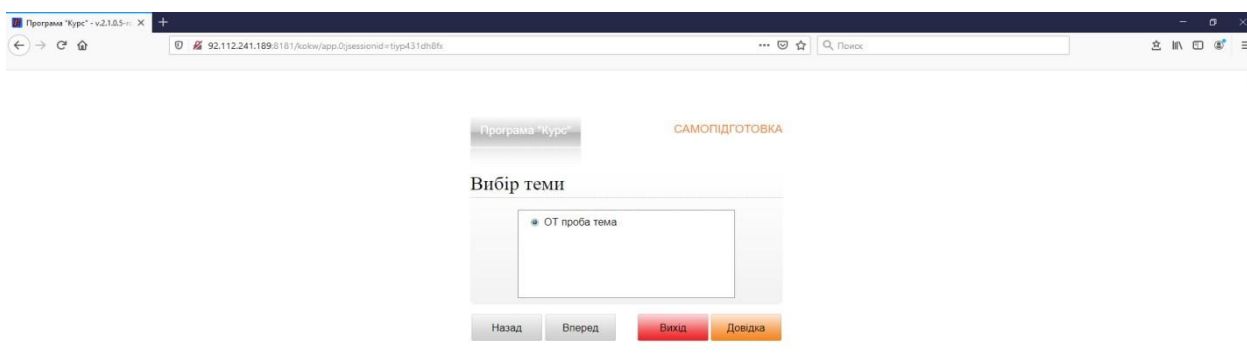 Програма "Курс" - v.2.1.0.5-r
92.112.241.189:8181/kokw/app.0;jsessionid=tiyp431dh8fx
Поиск
Програма "Курс"
САМОПІДГОТОВКА
Вибір теми
ОТ проба тема
Назад
Вперед
Вихід
Довідка